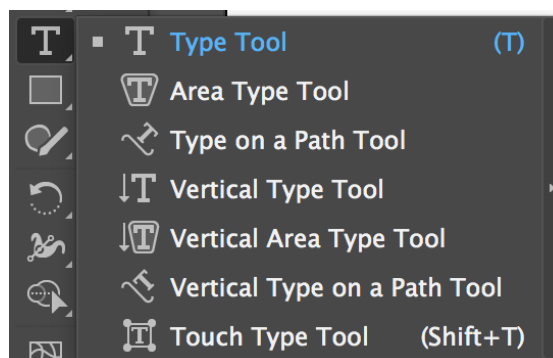 Type Tool (T)
Area Type Tool
Type on a Path Tool
Vertical Type Tool
Vertical Area Type Tool
Vertical Type on a Path Tool
Touch Type Tool (Shift+T)